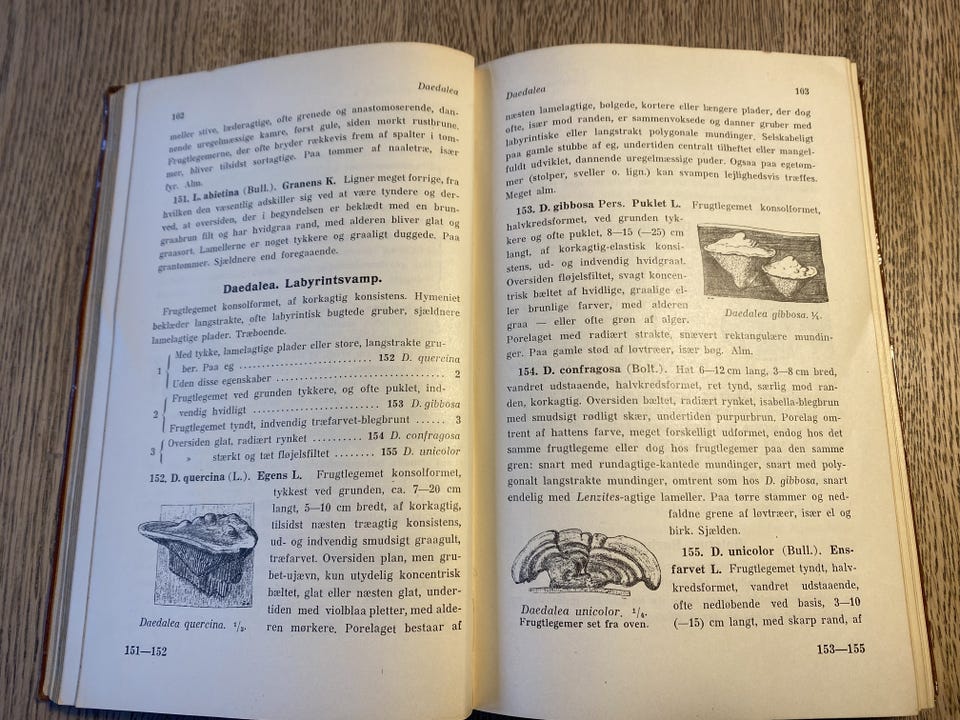 102
Daedalea
meller stive, læderagtige, ofte grenede og anastomoserende, dan-
nende uregelmæssige kamre, først gule, siden mørkt rustbrune.
Frugtlegemerne, der ofte bryder rækkevis frem af spalter i tøm-
mer, bliver tilsidst sortagtige. Paa tømmer af naaletræ, især
fyr. Alm.
151. L. abietina (Bull.). Granens K. Ligner meget forrige, fra
hvilken den væsentlig adskiller sig ved at være tyndere og der-
ved, at oversiden, der i begyndelsen er beklædt med en brun-
graabrun filt og har hvidgraa rand, med alderen bliver glat og
graasort. Lamellerne er noget tykkere og graaligt duggede. Paa
grantømmer. Sjældnere end foregaaende.
Daedalea. Labyrintsvamp.
Frugtlegemet konsolformet, af korkagtig konsistens. Hymeniet
beklæder langstrakte, ofte labyrintisk bugtede gruber, sjældnere
lamelagtige plader. Træboende.
1 { Med tykke, lamelagtige plader eller store, langstrakte gru-
ber. Paa eg ..................... 152 D. quercina
Uden disse egenskaber ........................................ 2
2 { Frugtlegemet ved grunden tykkere, og ofte puklet, ind-
vendig hvidligt ..................... 153 D. gibbosa
Frugtlegemet tyndt, indvendig træfarvet-blegbrunt ...... 3
3 { Oversiden glat, radiært rynket .......... 154 D. confragosa
» stærkt og tæt fløjelsfiltet ....... 155 D. unicolor
152. D. quercina (L.). Egens L. Frugtlegemet konsolformet,
tykkest ved grunden, ca. 7—20 cm
langt, 5—10 cm bredt, af korkagtig,
tilsidst næsten træagtig konsistens,
ud- og indvendig smudsigt graagult,
træfarvet. Oversiden plan, men gru-
bet-ujævn, kun utydelig koncentrisk
bæltet, glat eller næsten glat, under-
tiden med violblaa pletter, med alde-
ren mørkere. Porelaget bestaar af
Daedalea quercina. ½.
151—152
Daedalea
103
næsten lamelagtige, bølgede, kortere eller længere plader, der dog
ofte, især mod randen, er sammenvoksede og danner gruber med
labyrintiske eller langstrakt polygonale mundinger. Selskabeligt
paa gamle stubbe af eg, undertiden centralt tilheftet eller mangel-
fuldt udviklet, dannende uregelmæssige puder. Ogsaa paa egetøm-
mer (stolper, sveller o. lign.) kan svampen lejlighedsvis træffes.
Meget alm.
153. D. gibbosa Pers. Puklet L. Frugtlegemet konsolformet,
halvkredsformet, ved grunden tyk-
kere og ofte puklet, 8—15 (—25) cm
langt, af korkagtig-elastisk konsi-
stens, ud- og indvendig hvidgraat.
Oversiden fløjelsfiltet, svagt koncen-
trisk bæltet af hvidlige, graalige el-
ler brunlige farver, med alderen
graa — eller ofte grøn af alger.
Porelaget med radiært strakte, snævert rektangulære mundin-
ger. Paa gamle stød af løvtræer, især bøg. Alm.
Daedalea gibbosa. ¼.
154. D. confragosa (Bolt.). Hat 6—12 cm lang, 3—8 cm bred,
vandret udstaaende, halvkredsformet, ret tynd, særlig mod ran-
den, korkagtig. Oversiden bæltet, radiært rynket, isabella-blegbrun
med smudsigt rødligt skær, undertiden purpurbrun. Porelag om-
trent af hattens farve, meget forskelligt udformet, endog hos det
samme frugtlegeme eller dog hos frugtlegemer paa den samme
gren: snart med rundagtige-kantede mundinger, snart med poly-
gonalt langstrakte mundinger, omtrent som hos D. gibbosa, snart
endelig med Lenzites-agtige lameller. Paa tørre stammer og ned-
faldne grene af løvtræer, især el og
birk. Sjælden.
155. D. unicolor (Bull.). Ens-
farvet L. Frugtlegemet tyndt, halv-
kredsformet, vandret udstaaende,
ofte nedløbende ved basis, 3—10
(—15) cm langt, med skarp rand, af
Daedalea unicolor. ¹/₄.
Frugtlegemer set fra oven.
153—155